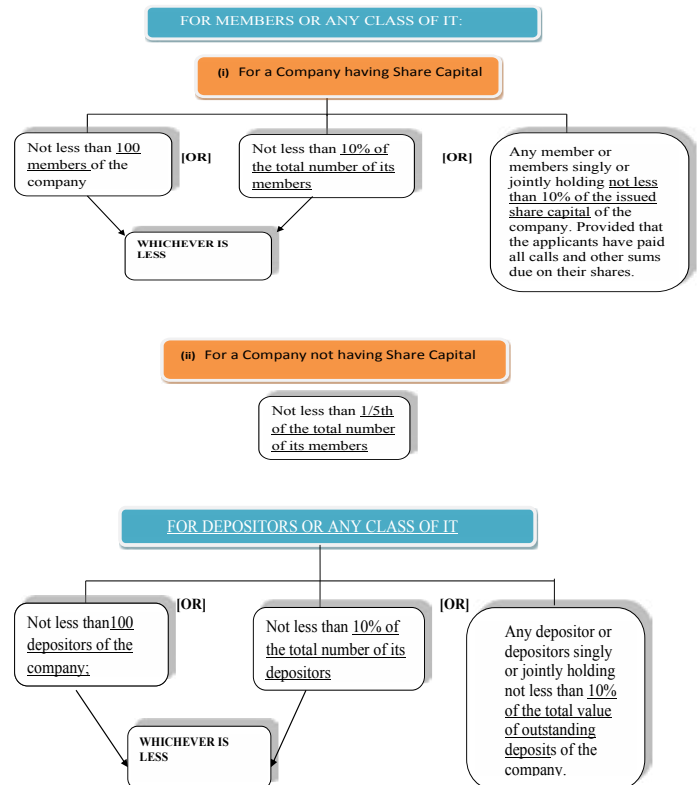 FOR MEMBERS OR ANY CLASS OF IT:
(i) For a Company having Share Capital
Not less than 100
members of the
company
[OR]
Not less than 10% of
the total number of its
members
[OR]
Any member or
members singly or
jointly holding not less
than 10% of the issued
share capital of the
company. Provided that
the applicants have paid
all calls and other sums
due on their shares.
WHICHEVER IS
LESS
(ii) For a Company not having Share Capital
Not less than 1/5th
of the total number
of its members
FOR DEPOSITORS OR ANY CLASS OF IT
Not less than100
depositors of the
company;
[OR]
Not less than 10% of
the total number of its
depositors
[OR]
Any depositor or
depositors singly
or jointly holding
not less than 10%
of the total value
of outstanding
deposits of the
company.
WHICHEVER IS
LESS